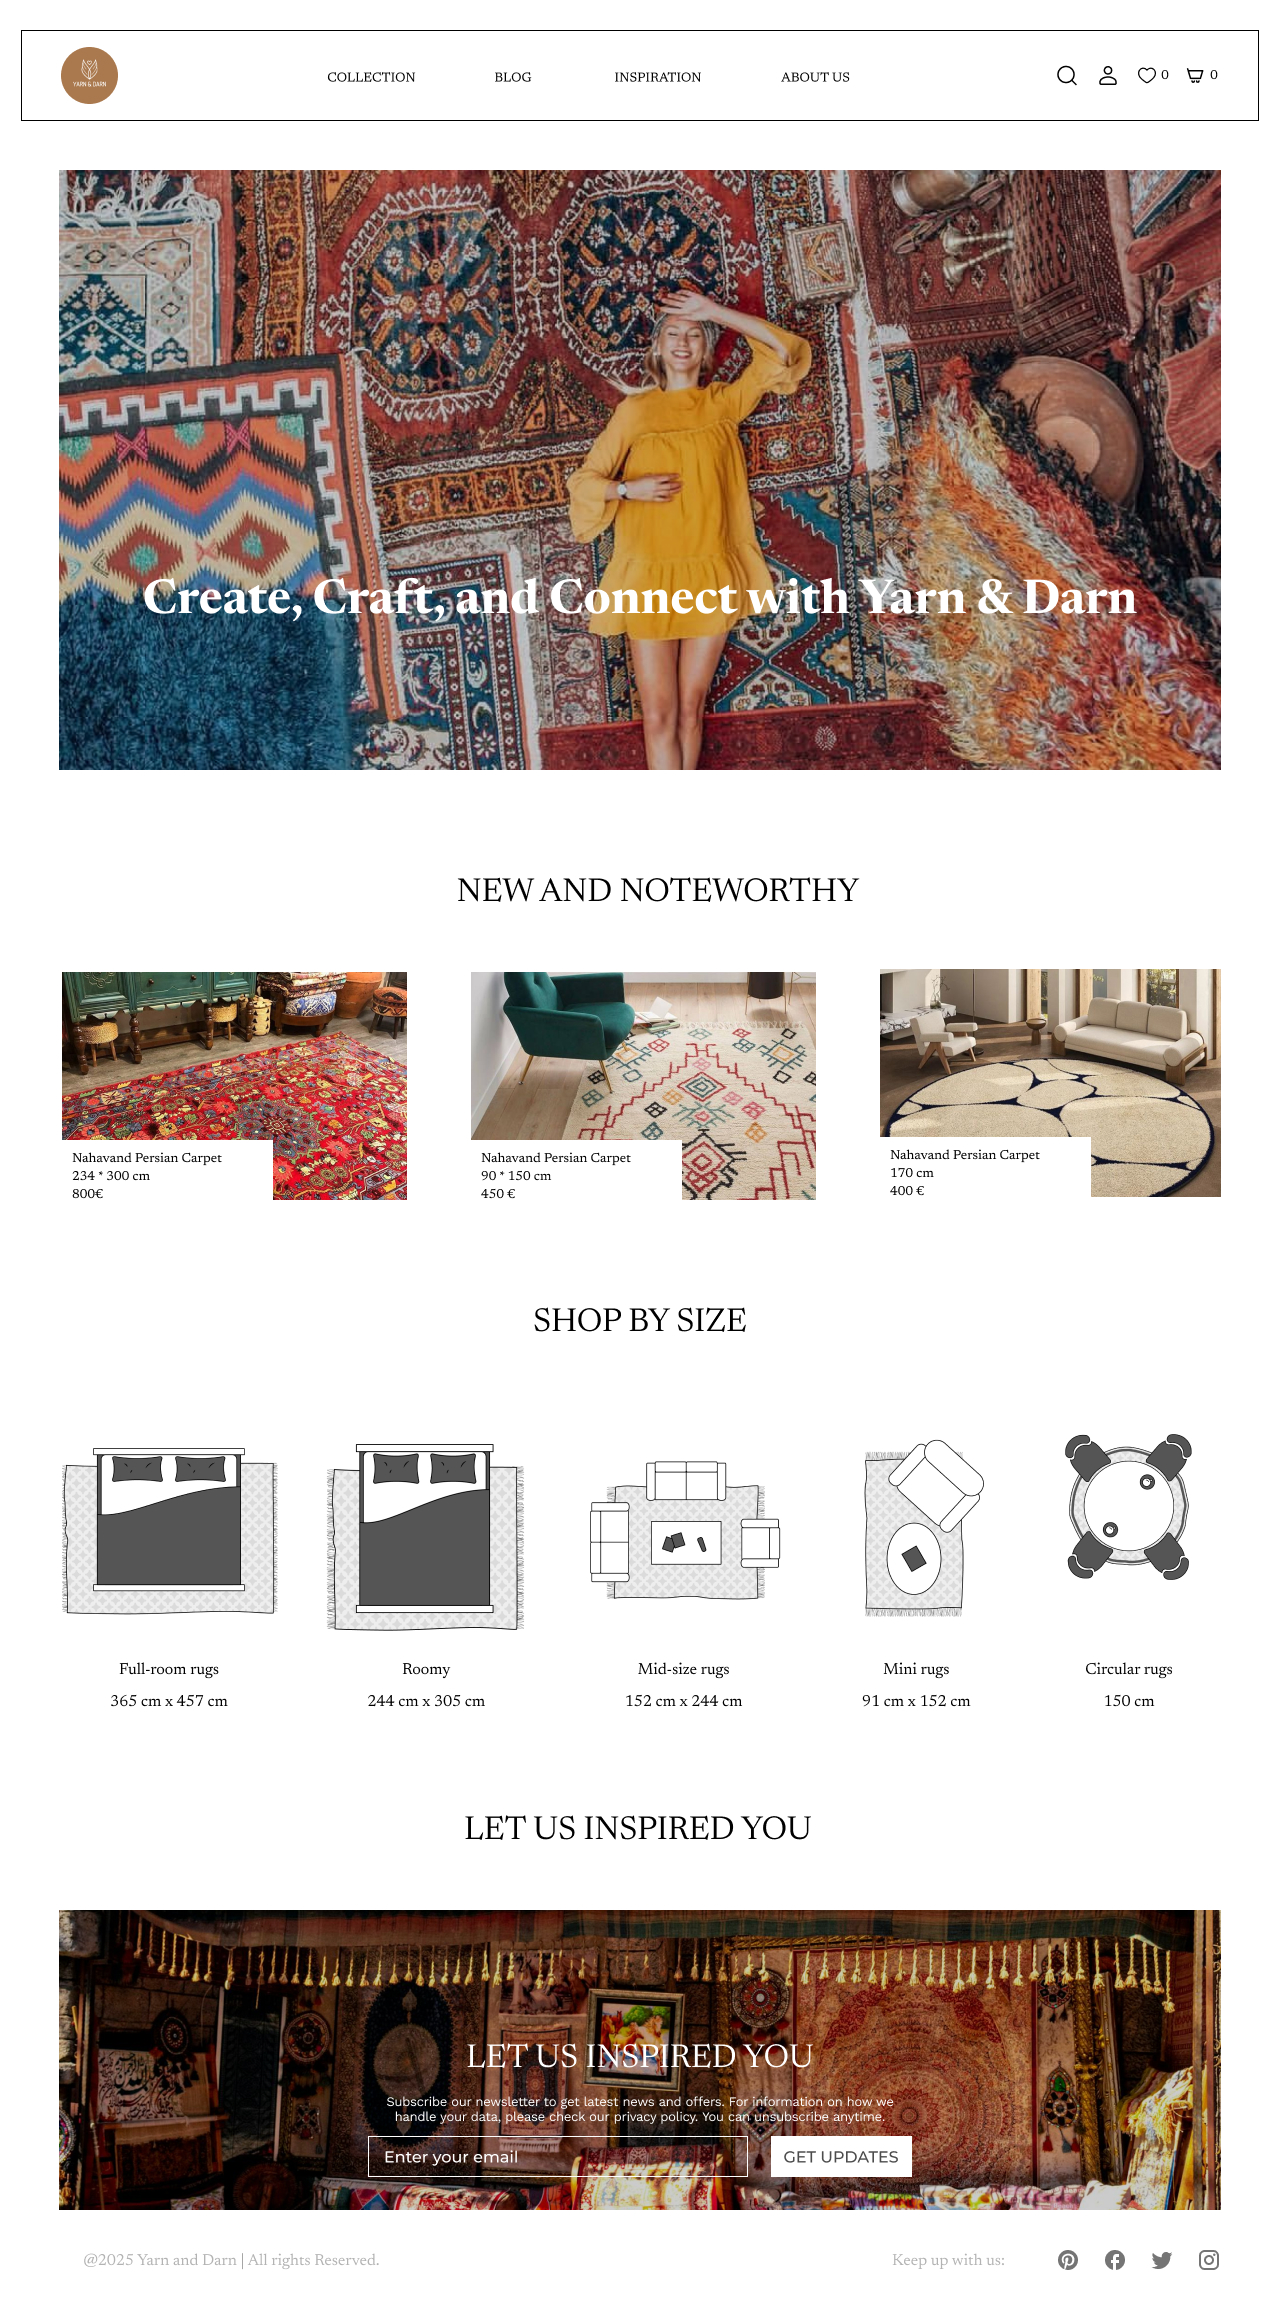 YARN & DARN
COLLECTION
BLOG
INSPIRATION
ABOUT US
0
0
Create, Craft, and Connect with Yarn & Darn
NEW AND NOTEWORTHY
Nahavand Persian Carpet
234 * 300 cm
800€
Nahavand Persian Carpet
90 * 150 cm
450 €
Nahavand Persian Carpet
170 cm
400 €
SHOP BY SIZE
Full-room rugs
365 cm x 457 cm
Roomy
244 cm x 305 cm
Mid-size rugs
152 cm x 244 cm
Mini rugs
91 cm x 152 cm
Circular rugs
150 cm
LET US INSPIRED YOU
LET US INSPIRED YOU
Subscribe our newsletter to get latest news and offers. For information on how we
handle your data, please check our privacy policy. You can unsubscribe anytime.
Enter your email
GET UPDATES
@2025 Yarn and Darn | All rights Reserved.
Keep up with us: